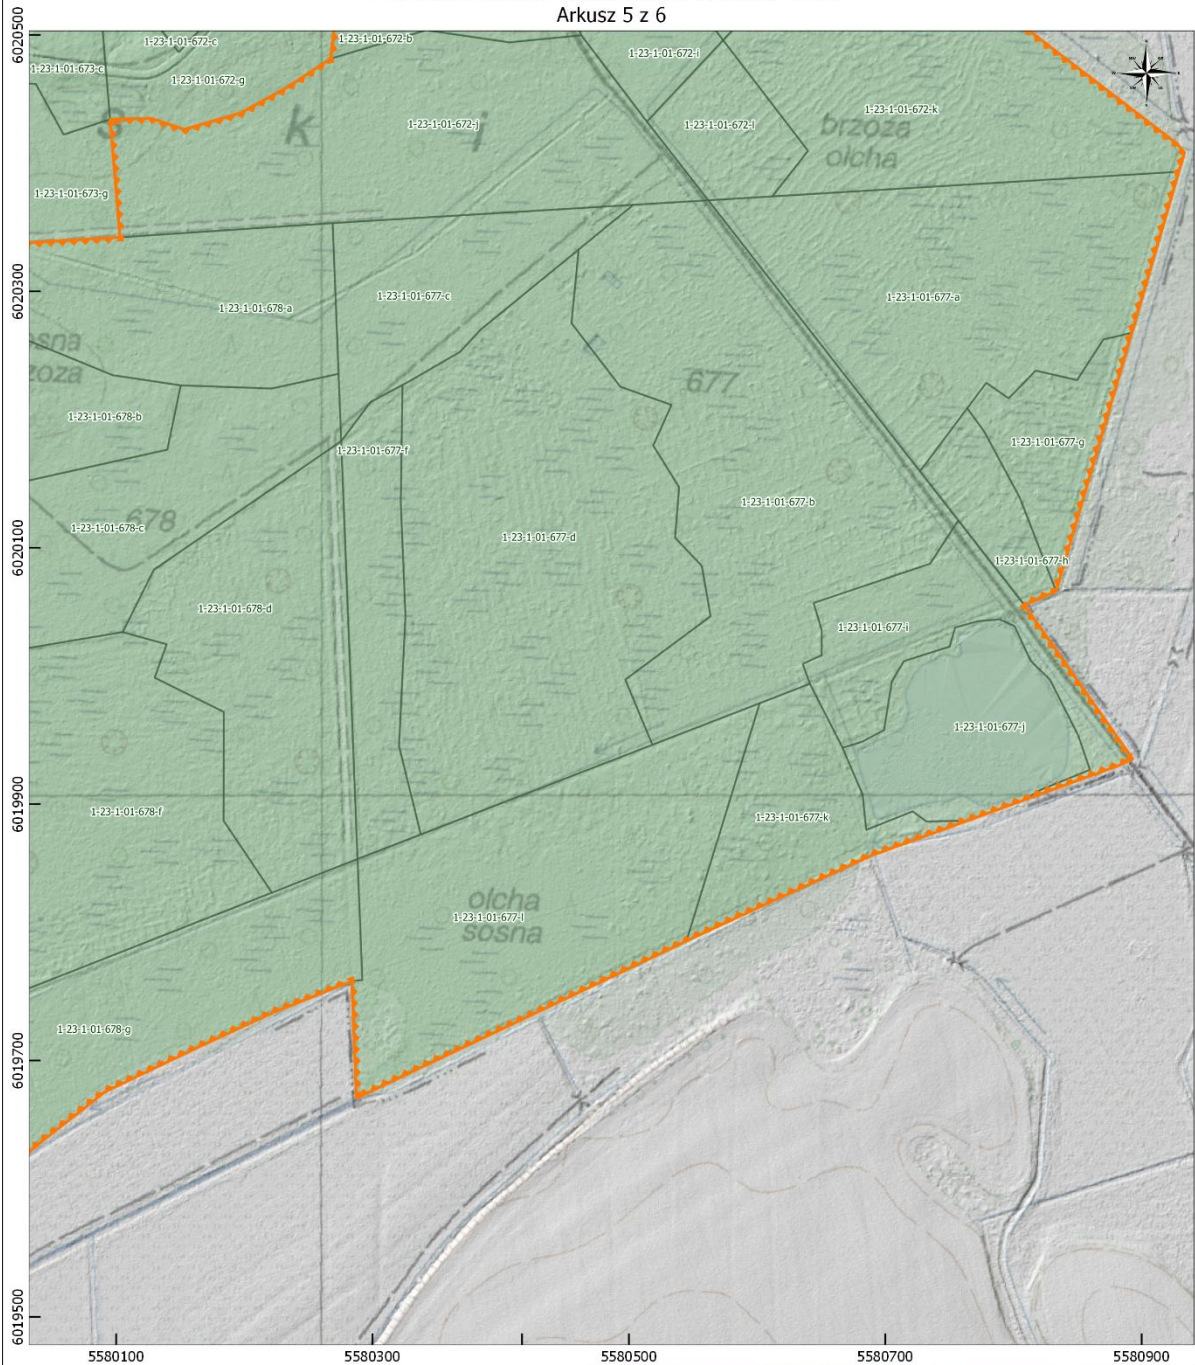 Arkusz 5 z 6
6020500
1-23-1-01-672-c
1-23-1-01-672-b
1-23-1-01-672-i
1-23-1-01-673-c
1-23-1-01-672-g
1-23-1-01-672-k
1-23-1-01-672-j
1-23-1-01-672-l
s k i
brzoza
olcha
1-23-1-01-673-g
6020300
1-23-1-01-677-c
1-23-1-01-677-a
1-23-1-01-678-a
osna
zoza
677
1-23-1-01-678-b
1-23-1-01-677-g
1-23-1-01-677-f
1-23-1-01-677-b
678
1-23-1-01-678-c
1-23-1-01-677-d
6020100
1-23-1-01-677-h
1-23-1-01-678-d
1-23-1-01-677-i
1-23-1-01-677-j
6019900
1-23-1-01-678-f
1-23-1-01-677-k
olcha
1-23-1-01-677-l
sosna
1-23-1-01-678-g
6019700
6019500
5580100
5580300
5580500
5580700
5580900